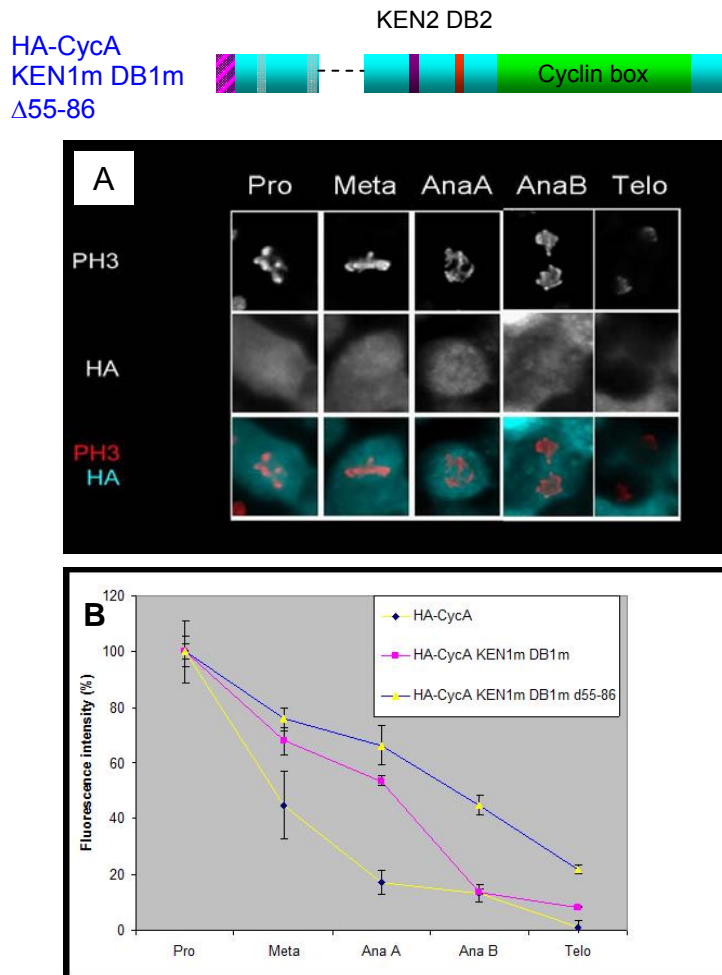 KEN2 DB2
HA-CycA
KEN1m DB1m
Δ55-86
Cyclin box
A
Pro Meta AnaA AnaB Telo
PH3
HA
PH3
HA
B
120
100
80
60
40
20
0
Fluorescence intensity (%)
HA-CycA
HA-CycA KEN1m DB1m
HA-CycA KEN1m DB1m d55-86
Pro Meta Ana A Ana B Telo